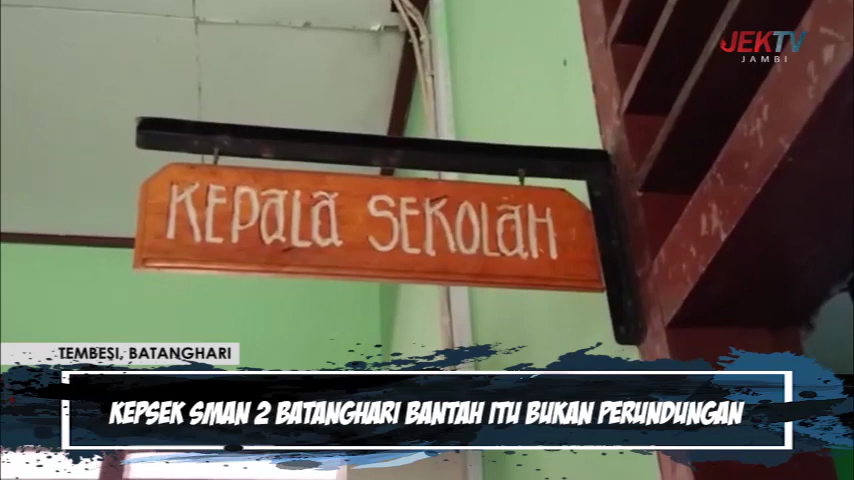 JEKTV
JAMBI
KEPALA SEKOLAH
TEMBESI, BATANGHARI
KEPSEK SMAN 2 BATANGHARI BANTAH ITU BUKAN PERUNDUNGAN